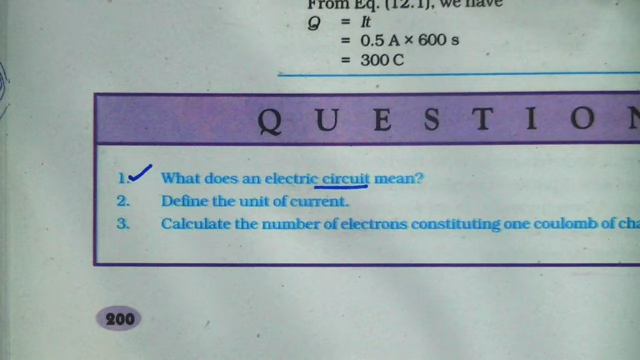 From Eq. (12.1), we have
Q = It
= 0.5 A × 600 s
= 300 C
QUESTION
1. What does an electric circuit mean?
2. Define the unit of current.
3. Calculate the number of electrons constituting one coulomb of
200